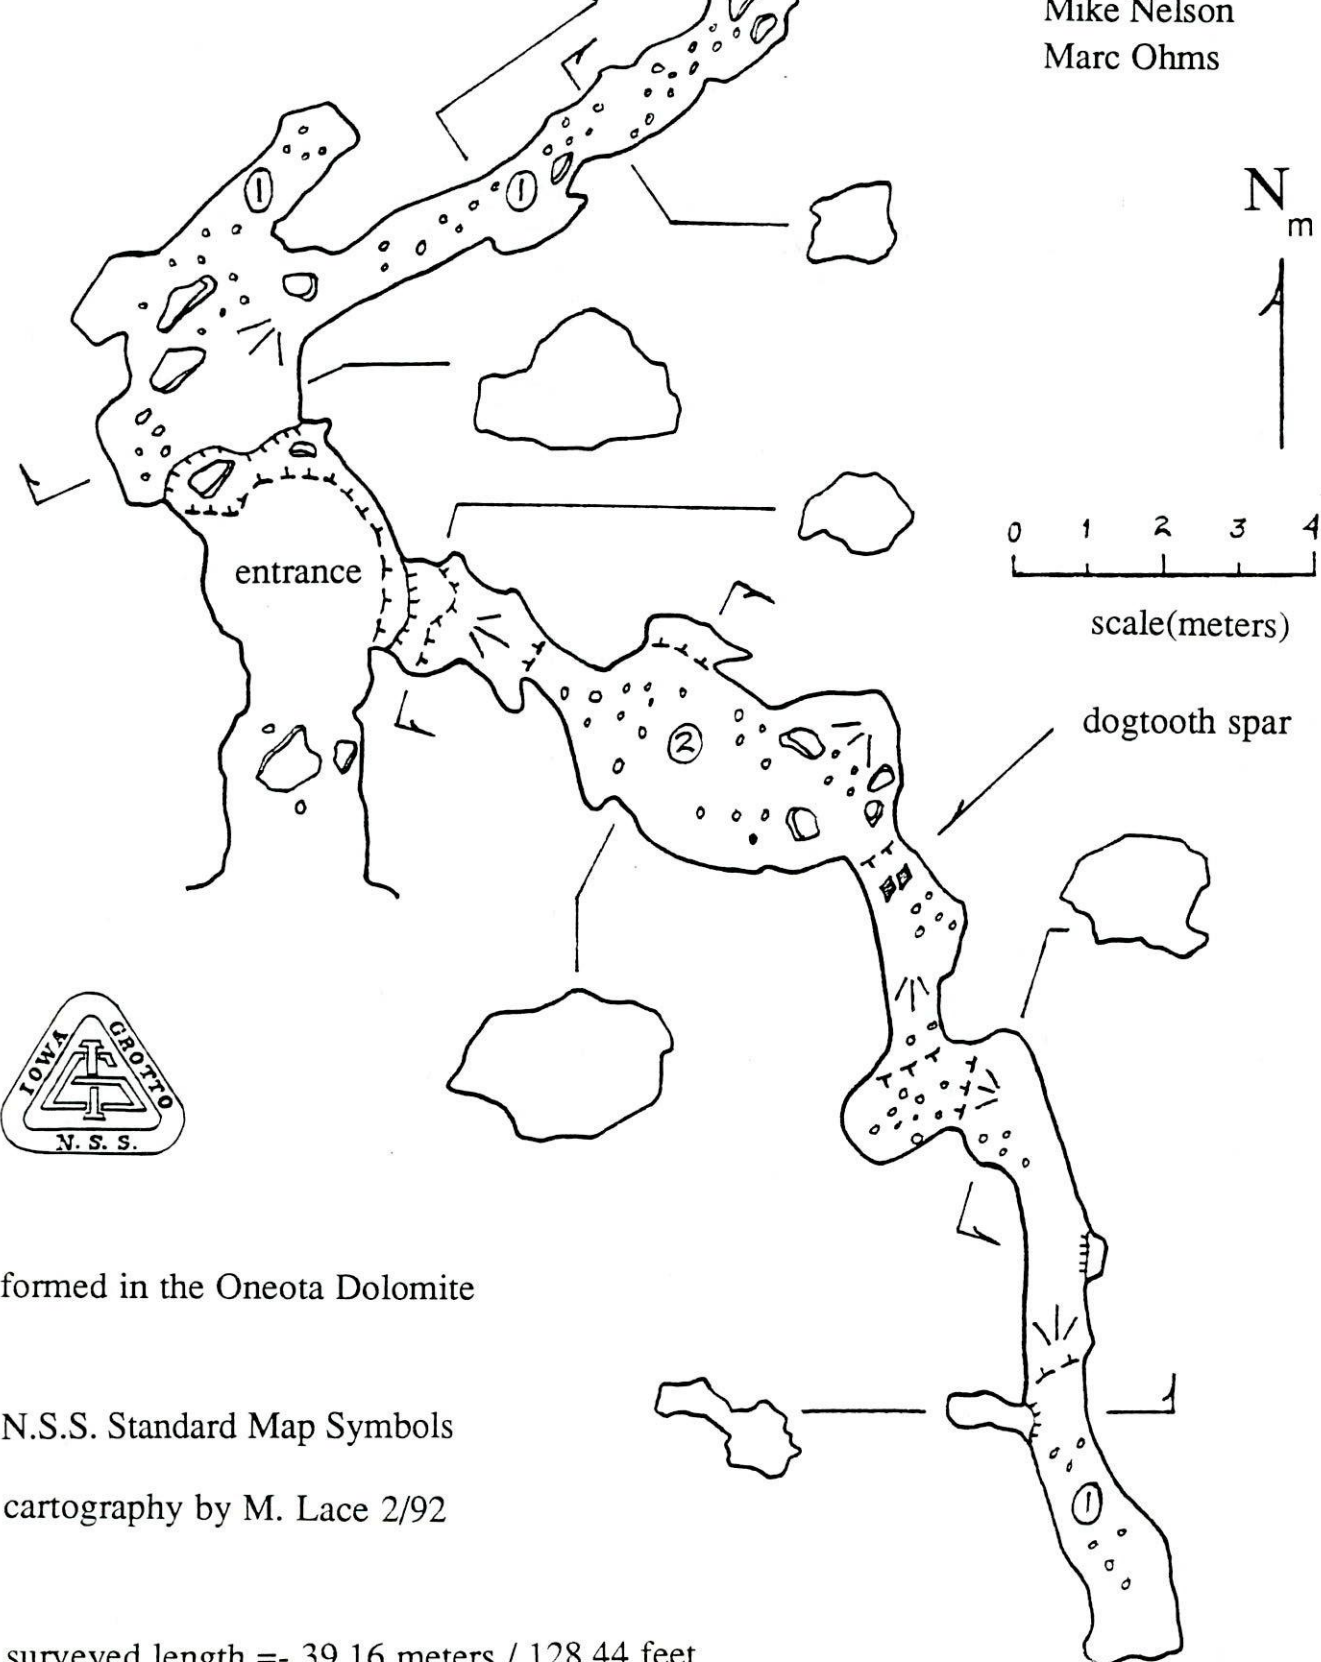 Mike Nelson
Marc Ohms
1
1
N
m
0 1 2 3 4
scale(meters)
entrance
dogtooth spar
2
IOWA GROTTO
N. S. S.
formed in the Oneota Dolomite
N.S.S. Standard Map Symbols
cartography by M. Lace 2/92
1
surveyed length =- 39.16 meters / 128.44 feet